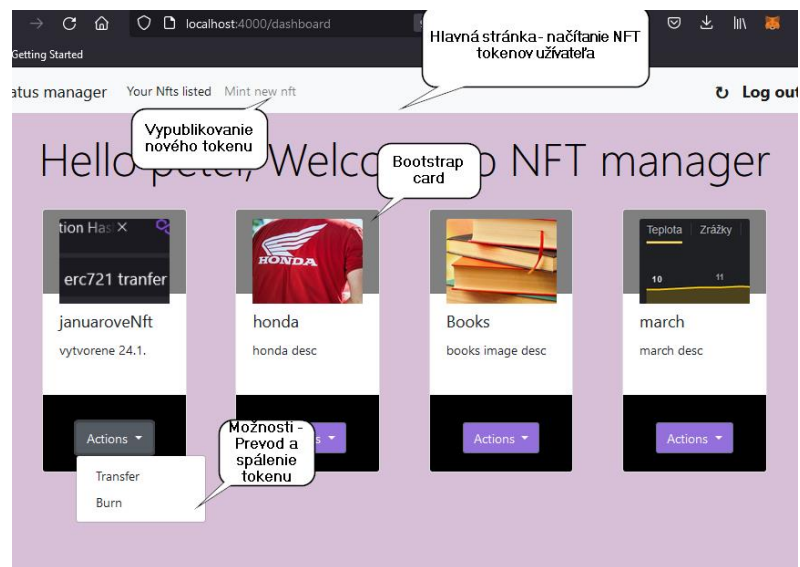 localhost:4000/dashboard
Getting Started
Hlavná stránka - načítanie NFT
tokenov užívateľa
atus manager Your Nfts listed Mint new nft
Log out
Vypublikovanie
nového tokenu
Bootstrap
card
Hello peter, Welco o NFT manager
tion Has
erc721 tranfer
HONDA
Teplota Zrážky
10 11
januaroveNft
vytvorene 24.1.
honda
honda desc
Books
books image desc
march
march desc
Actions
Možnosti -
Prevod a
spálenie
tokenu
s
Actions
Actions
Transfer
Burn